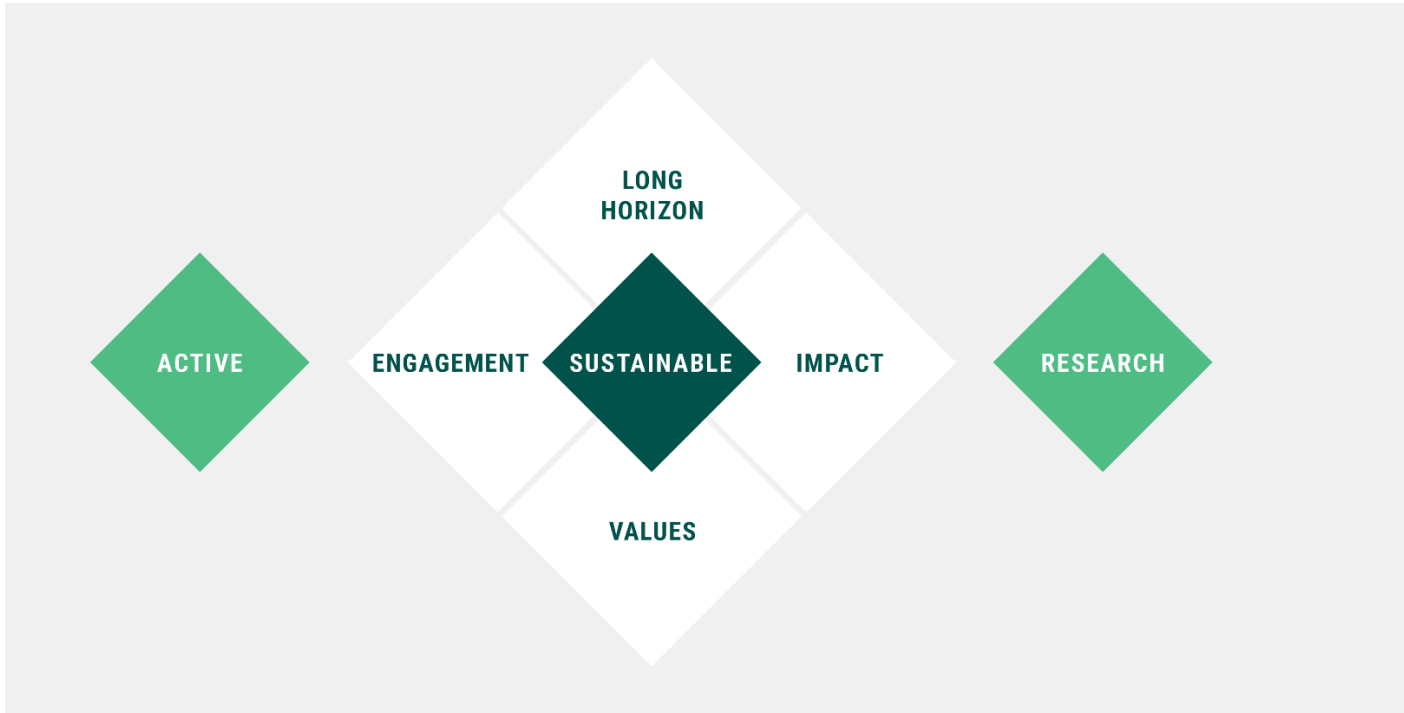 LONG
HORIZON
ACTIVE
ENGAGEMENT
SUSTAINABLE
IMPACT
RESEARCH
VALUES